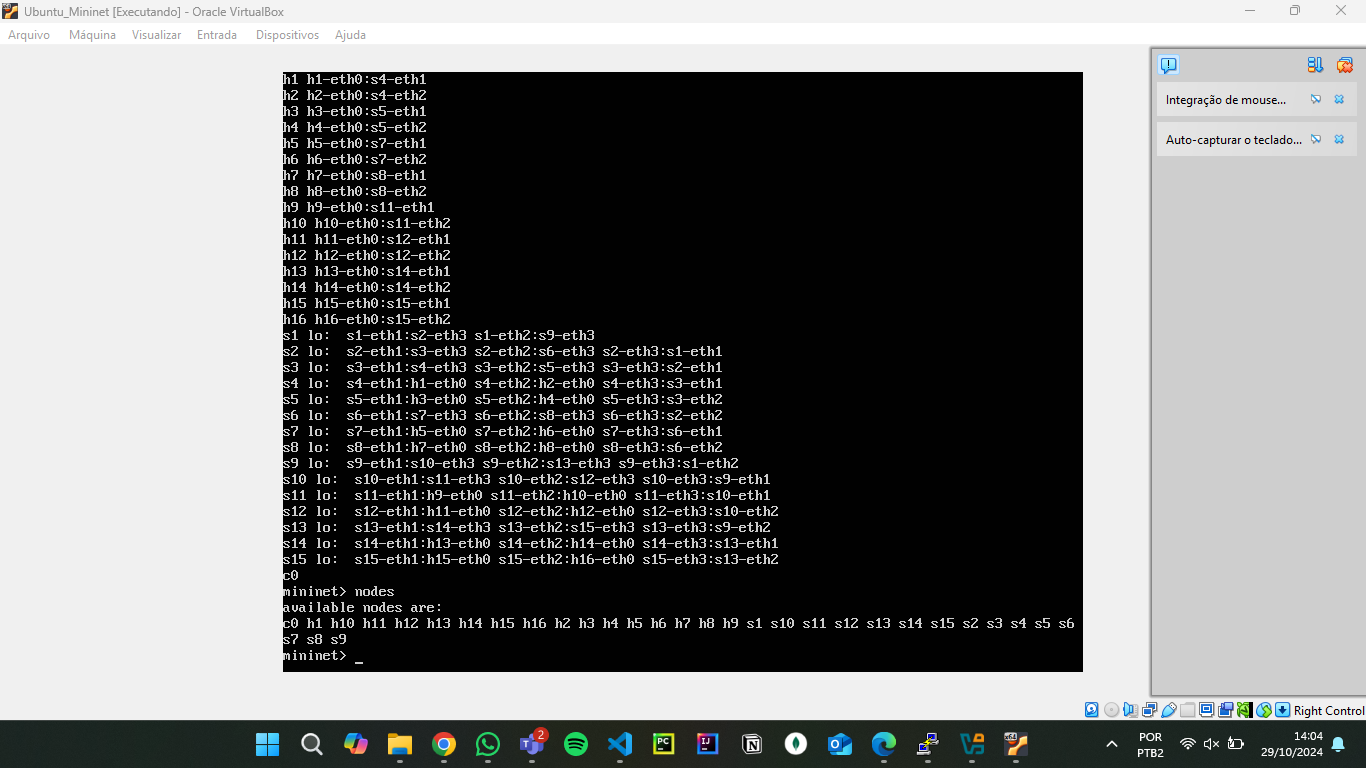 Ubuntu_Mininet [Executando] - Oracle VirtualBox
Arquivo Máquina Visualizar Entrada Dispositivos Ajuda
h1 h1-eth0:s4-eth1
h2 h2-eth0:s4-eth2
h3 h3-eth0:s5-eth1
h4 h4-eth0:s5-eth2
h5 h5-eth0:s7-eth1
h6 h6-eth0:s7-eth2
h7 h7-eth0:s8-eth1
h8 h8-eth0:s8-eth2
h9 h9-eth0:s11-eth1
h10 h10-eth0:s11-eth2
h11 h11-eth0:s12-eth1
h12 h12-eth0:s12-eth2
h13 h13-eth0:s14-eth1
h14 h14-eth0:s14-eth2
h15 h15-eth0:s15-eth1
h16 h16-eth0:s15-eth2
s1 lo:  s1-eth1:s2-eth3 s1-eth2:s9-eth3
s2 lo:  s2-eth1:s3-eth3 s2-eth2:s6-eth3 s2-eth3:s1-eth1
s3 lo:  s3-eth1:s4-eth3 s3-eth2:s5-eth3 s3-eth3:s2-eth1
s4 lo:  s4-eth1:h1-eth0 s4-eth2:h2-eth0 s4-eth3:s3-eth1
s5 lo:  s5-eth1:h3-eth0 s5-eth2:h4-eth0 s5-eth3:s3-eth2
s6 lo:  s6-eth1:s7-eth3 s6-eth2:s8-eth3 s6-eth3:s2-eth2
s7 lo:  s7-eth1:h5-eth0 s7-eth2:h6-eth0 s7-eth3:s6-eth1
s8 lo:  s8-eth1:h7-eth0 s8-eth2:h8-eth0 s8-eth3:s6-eth2
s9 lo:  s9-eth1:s10-eth3 s9-eth2:s13-eth3 s9-eth3:s1-eth2
s10 lo:  s10-eth1:s11-eth3 s10-eth2:s12-eth3 s10-eth3:s9-eth1
s11 lo:  s11-eth1:h9-eth0 s11-eth2:h10-eth0 s11-eth3:s10-eth1
s12 lo:  s12-eth1:h11-eth0 s12-eth2:h12-eth0 s12-eth3:s10-eth2
s13 lo:  s13-eth1:s14-eth3 s13-eth2:s15-eth3 s13-eth3:s9-eth2
s14 lo:  s14-eth1:h13-eth0 s14-eth2:h14-eth0 s14-eth3:s13-eth1
s15 lo:  s15-eth1:h15-eth0 s15-eth2:h16-eth0 s15-eth3:s13-eth2
c0
mininet> nodes
available nodes are:
c0 h1 h10 h11 h12 h13 h14 h15 h16 h2 h3 h4 h5 h6 h7 h8 h9 s1 s10 s11 s12 s13 s14 s15 s2 s3 s4 s5 s6
s7 s8 s9
mininet> _
Integração de mouse...
Auto-capturar o teclado...
Right Control
2
PC
IJ
POR
PTB2
14:04
29/10/2024